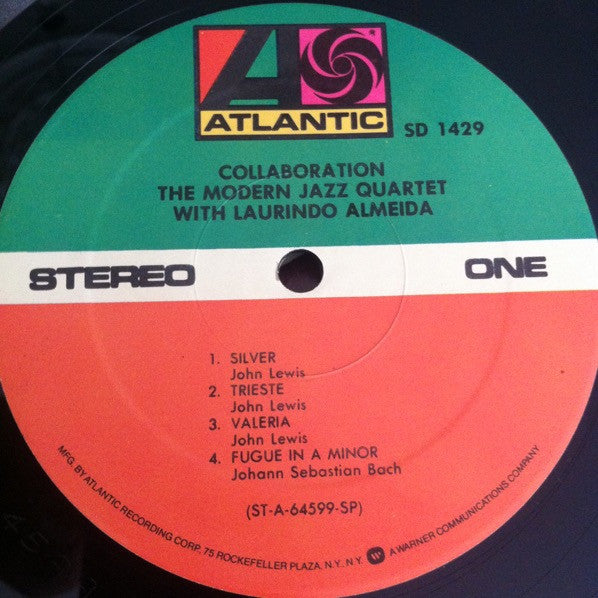 ATLANTIC
SD 1429
COLLABORATION
THE MODERN JAZZ QUARTET
WITH LAURINDO ALMEIDA
STEREO ONE
1. SILVER
John Lewis
2. TRIESTE
John Lewis
3. VALERIA
John Lewis
4. FUGUE IN A MINOR
Johann Sebastian Bach
(ST-A-64599-SP)
MFG. BY ATLANTIC RECORDING CORP. 75 ROCKEFELLER PLAZA, N.Y. N.Y. A WARNER COMMUNICATIONS COMPANY